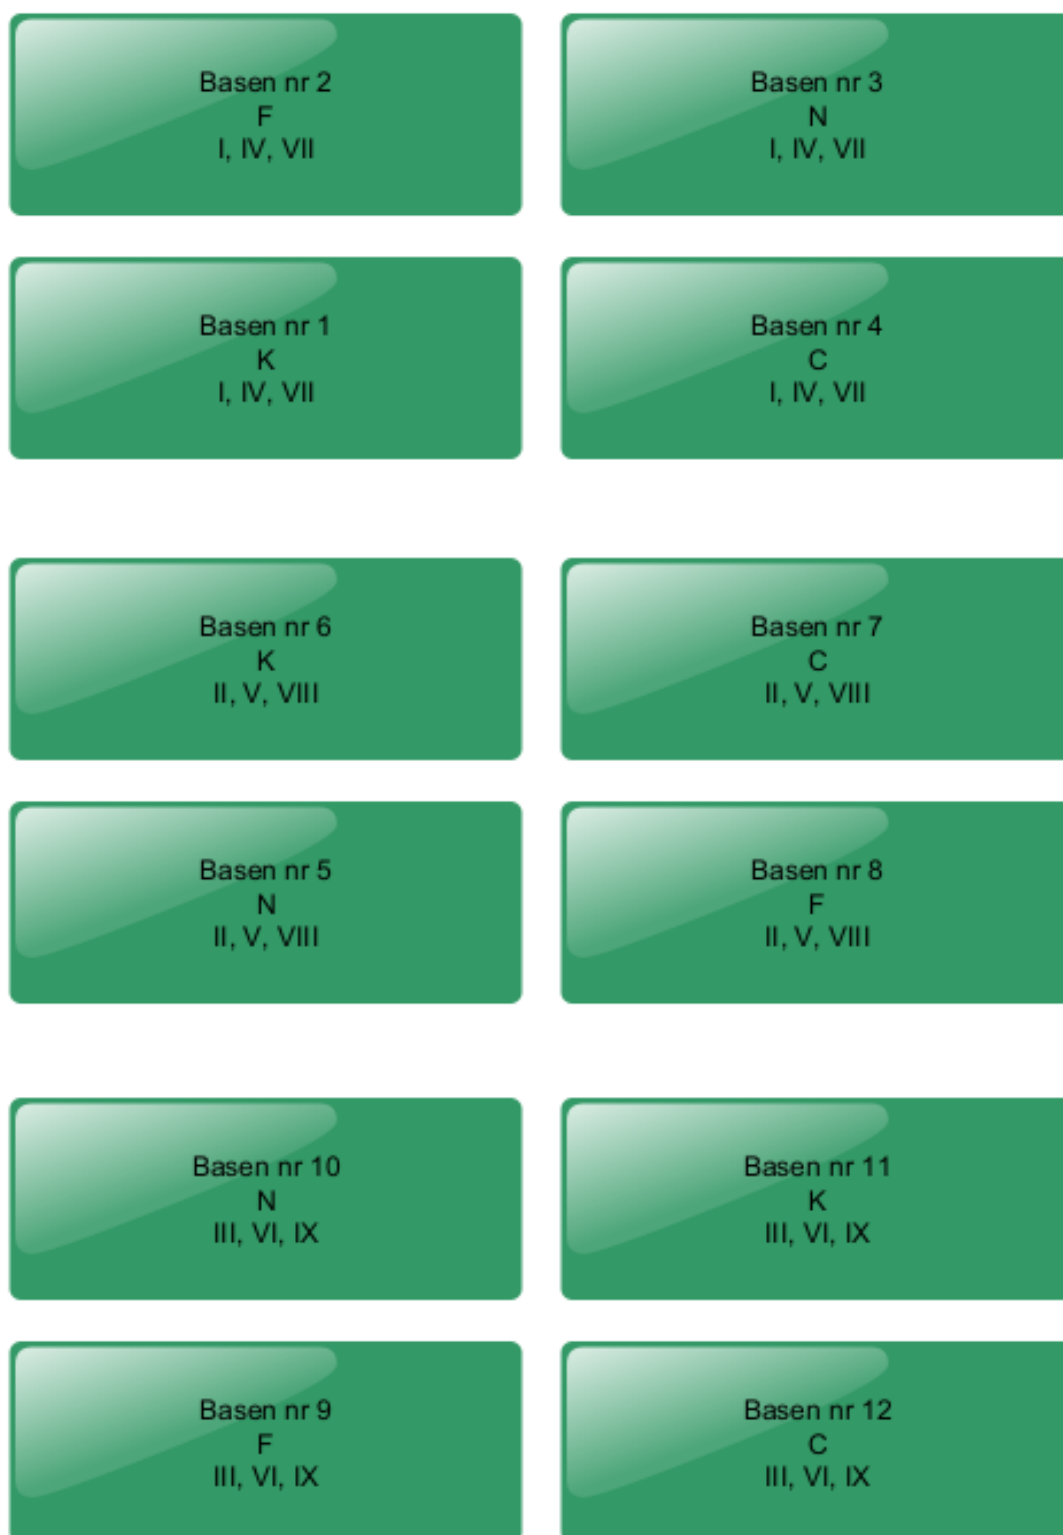 Basen nr 2
F
I, IV, VII
Basen nr 3
N
I, IV, VII
Basen nr 1
K
I, IV, VII
Basen nr 4
C
I, IV, VII
Basen nr 6
K
II, V, VIII
Basen nr 7
C
II, V, VIII
Basen nr 5
N
II, V, VIII
Basen nr 8
F
II, V, VIII
Basen nr 10
N
III, VI, IX
Basen nr 11
K
III, VI, IX
Basen nr 9
F
III, VI, IX
Basen nr 12
C
III, VI, IX